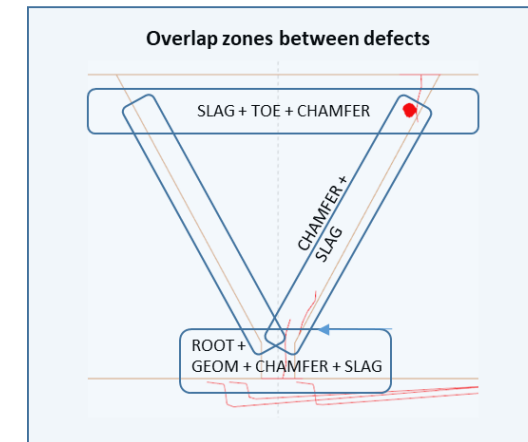 Overlap zones between defects
SLAG + TOE + CHAMFER
CHAMFER +
SLAG
ROOT +
GEOM + CHAMFER + SLAG